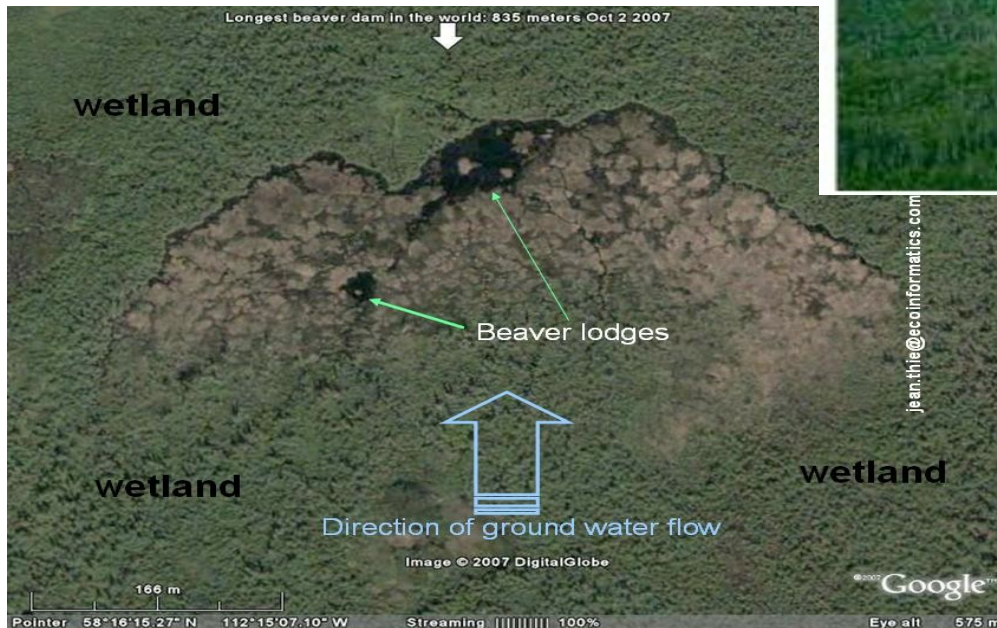 Longest beaver dam in the world: 835 meters Oct 2 2007
wetland
jean.thie@ecoinformatics.com
Beaver lodges
wetland
wetland
Direction of ground water flow
Image © 2007 DigitalGlobe
©2007 Google™
166 m
Pointer 58°16'15.27" N 112°15'07.10" W Streaming ||||||||| 100% Eye alt 575 m